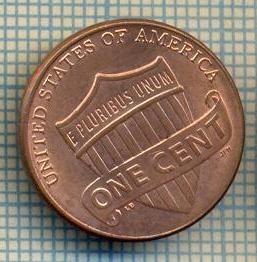 UNITED STATES OF AMERICA
E PLURIBUS UNUM
ONE CENT